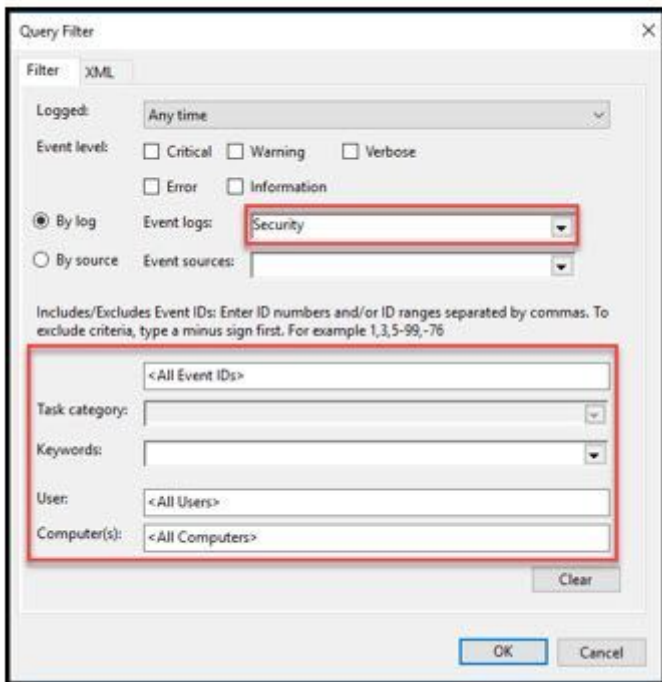 Query Filter
Filter XML
Logged: Any time
Event level: Critical Warning Verbose
Error Information
By log Event logs: Security
By source Event sources:
Includes/Excludes Event IDs: Enter ID numbers and/or ID ranges separated by commas. To
exclude criteria, type a minus sign first. For example 1,3,5-99,-76
<All Event IDs>
Task category:
Keywords:
User: <All Users>
Computer(s): <All Computers>
Clear
OK Cancel